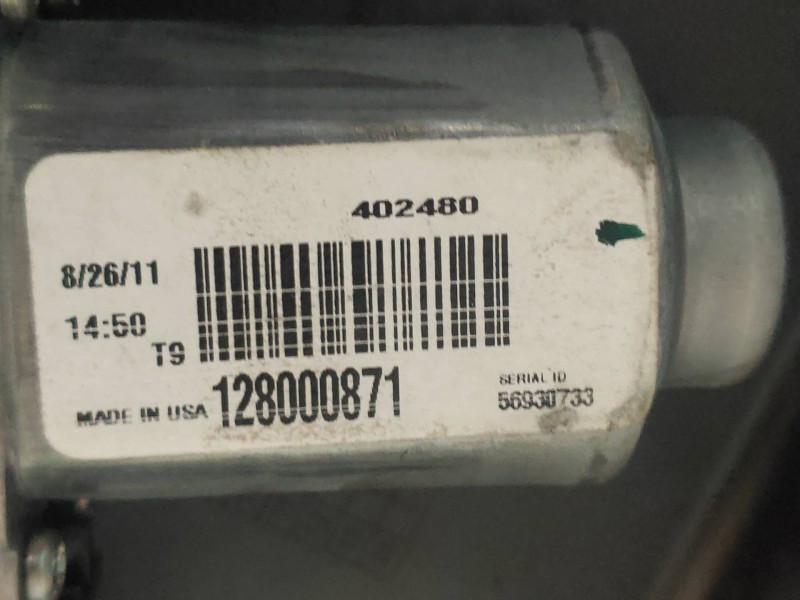 402480
8/26/11
14:50
T9
128000871
MADE IN USA
SERIAL ID
56930733